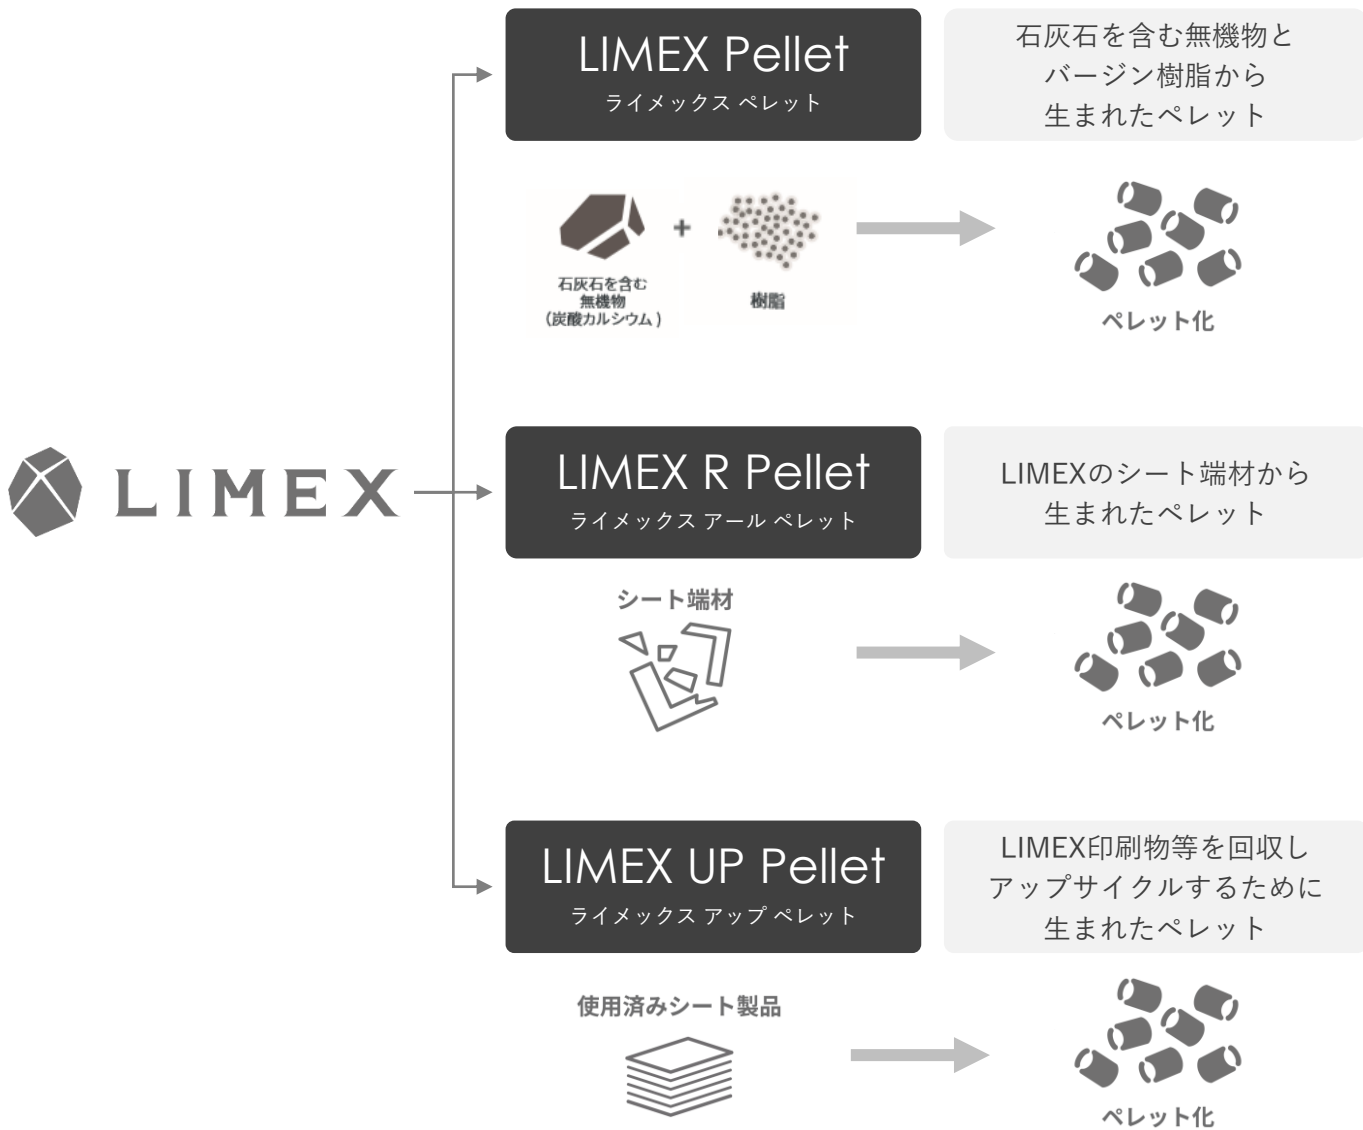 LIMEX Pellet
ライメックス ペレット
石灰石を含む無機物と
バージン樹脂から
生まれたペレット
+
石灰石を含む
無機物
(炭酸カルシウム)
樹脂
ペレット化
LIMEX
LIMEX R Pellet
ライメックス アール ペレット
LIMEXのシート端材から
生まれたペレット
シート端材
ペレット化
LIMEX UP Pellet
ライメックス アップ ペレット
LIMEX印刷物等を回収し
アップサイクルするために
生まれたペレット
使用済みシート製品
ペレット化